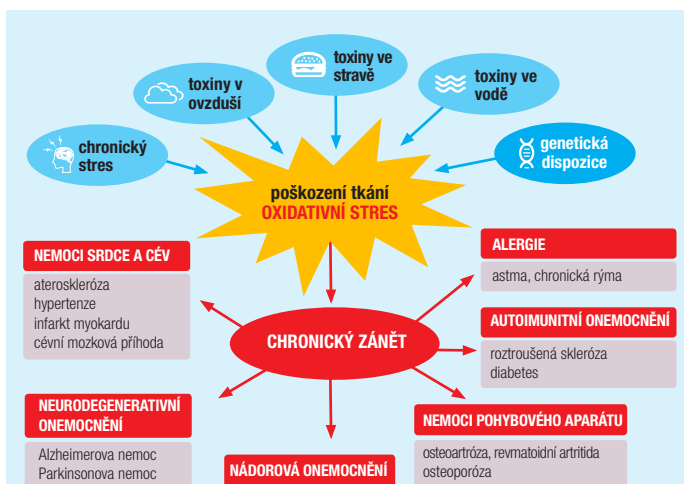 toxiny ve
stravě
toxiny v
ovzduší
toxiny ve
vodě
chronický
stres
genetická
dispozice
poškození tkání
OXIDATIVNÍ STRES
NEMOCI SRDCE A CÉV
ateroskleróza
hypertenze
infarkt myokardu
cévní mozková příhoda
ALERGIE
astma, chronická rýma
CHRONICKÝ ZÁNĚT
AUTOIMUNITNÍ ONEMOCNĚNÍ
roztroušená skleróza
diabetes
NEURODEGENERATIVNÍ
ONEMOCNĚNÍ
Alzheimerova nemoc
Parkinsonova nemoc
NÁDOROVÁ ONEMOCNĚNÍ
NEMOCI POHYBOVÉHO APARÁTU
osteoartróza, revmatoidní artritida
osteoporóza